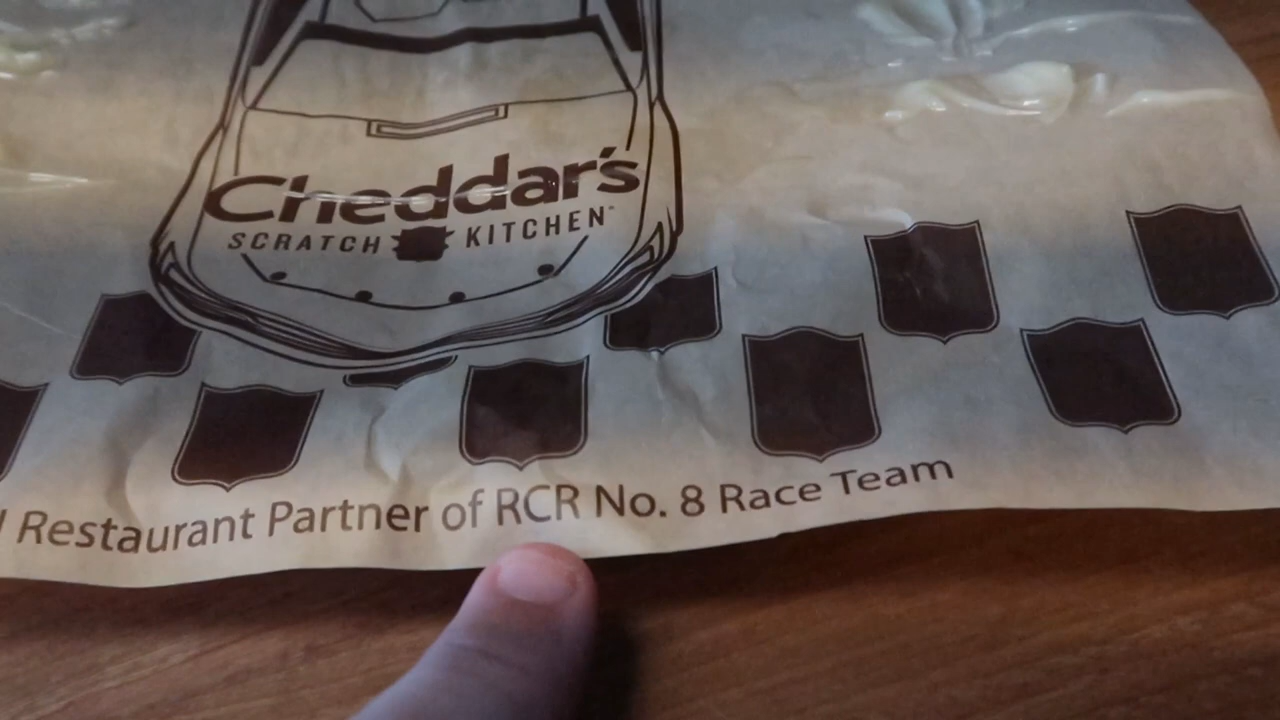 Cheddar's
SCRATCH KITCHEN
Restaurant Partner of RCR No. 8 Race Team